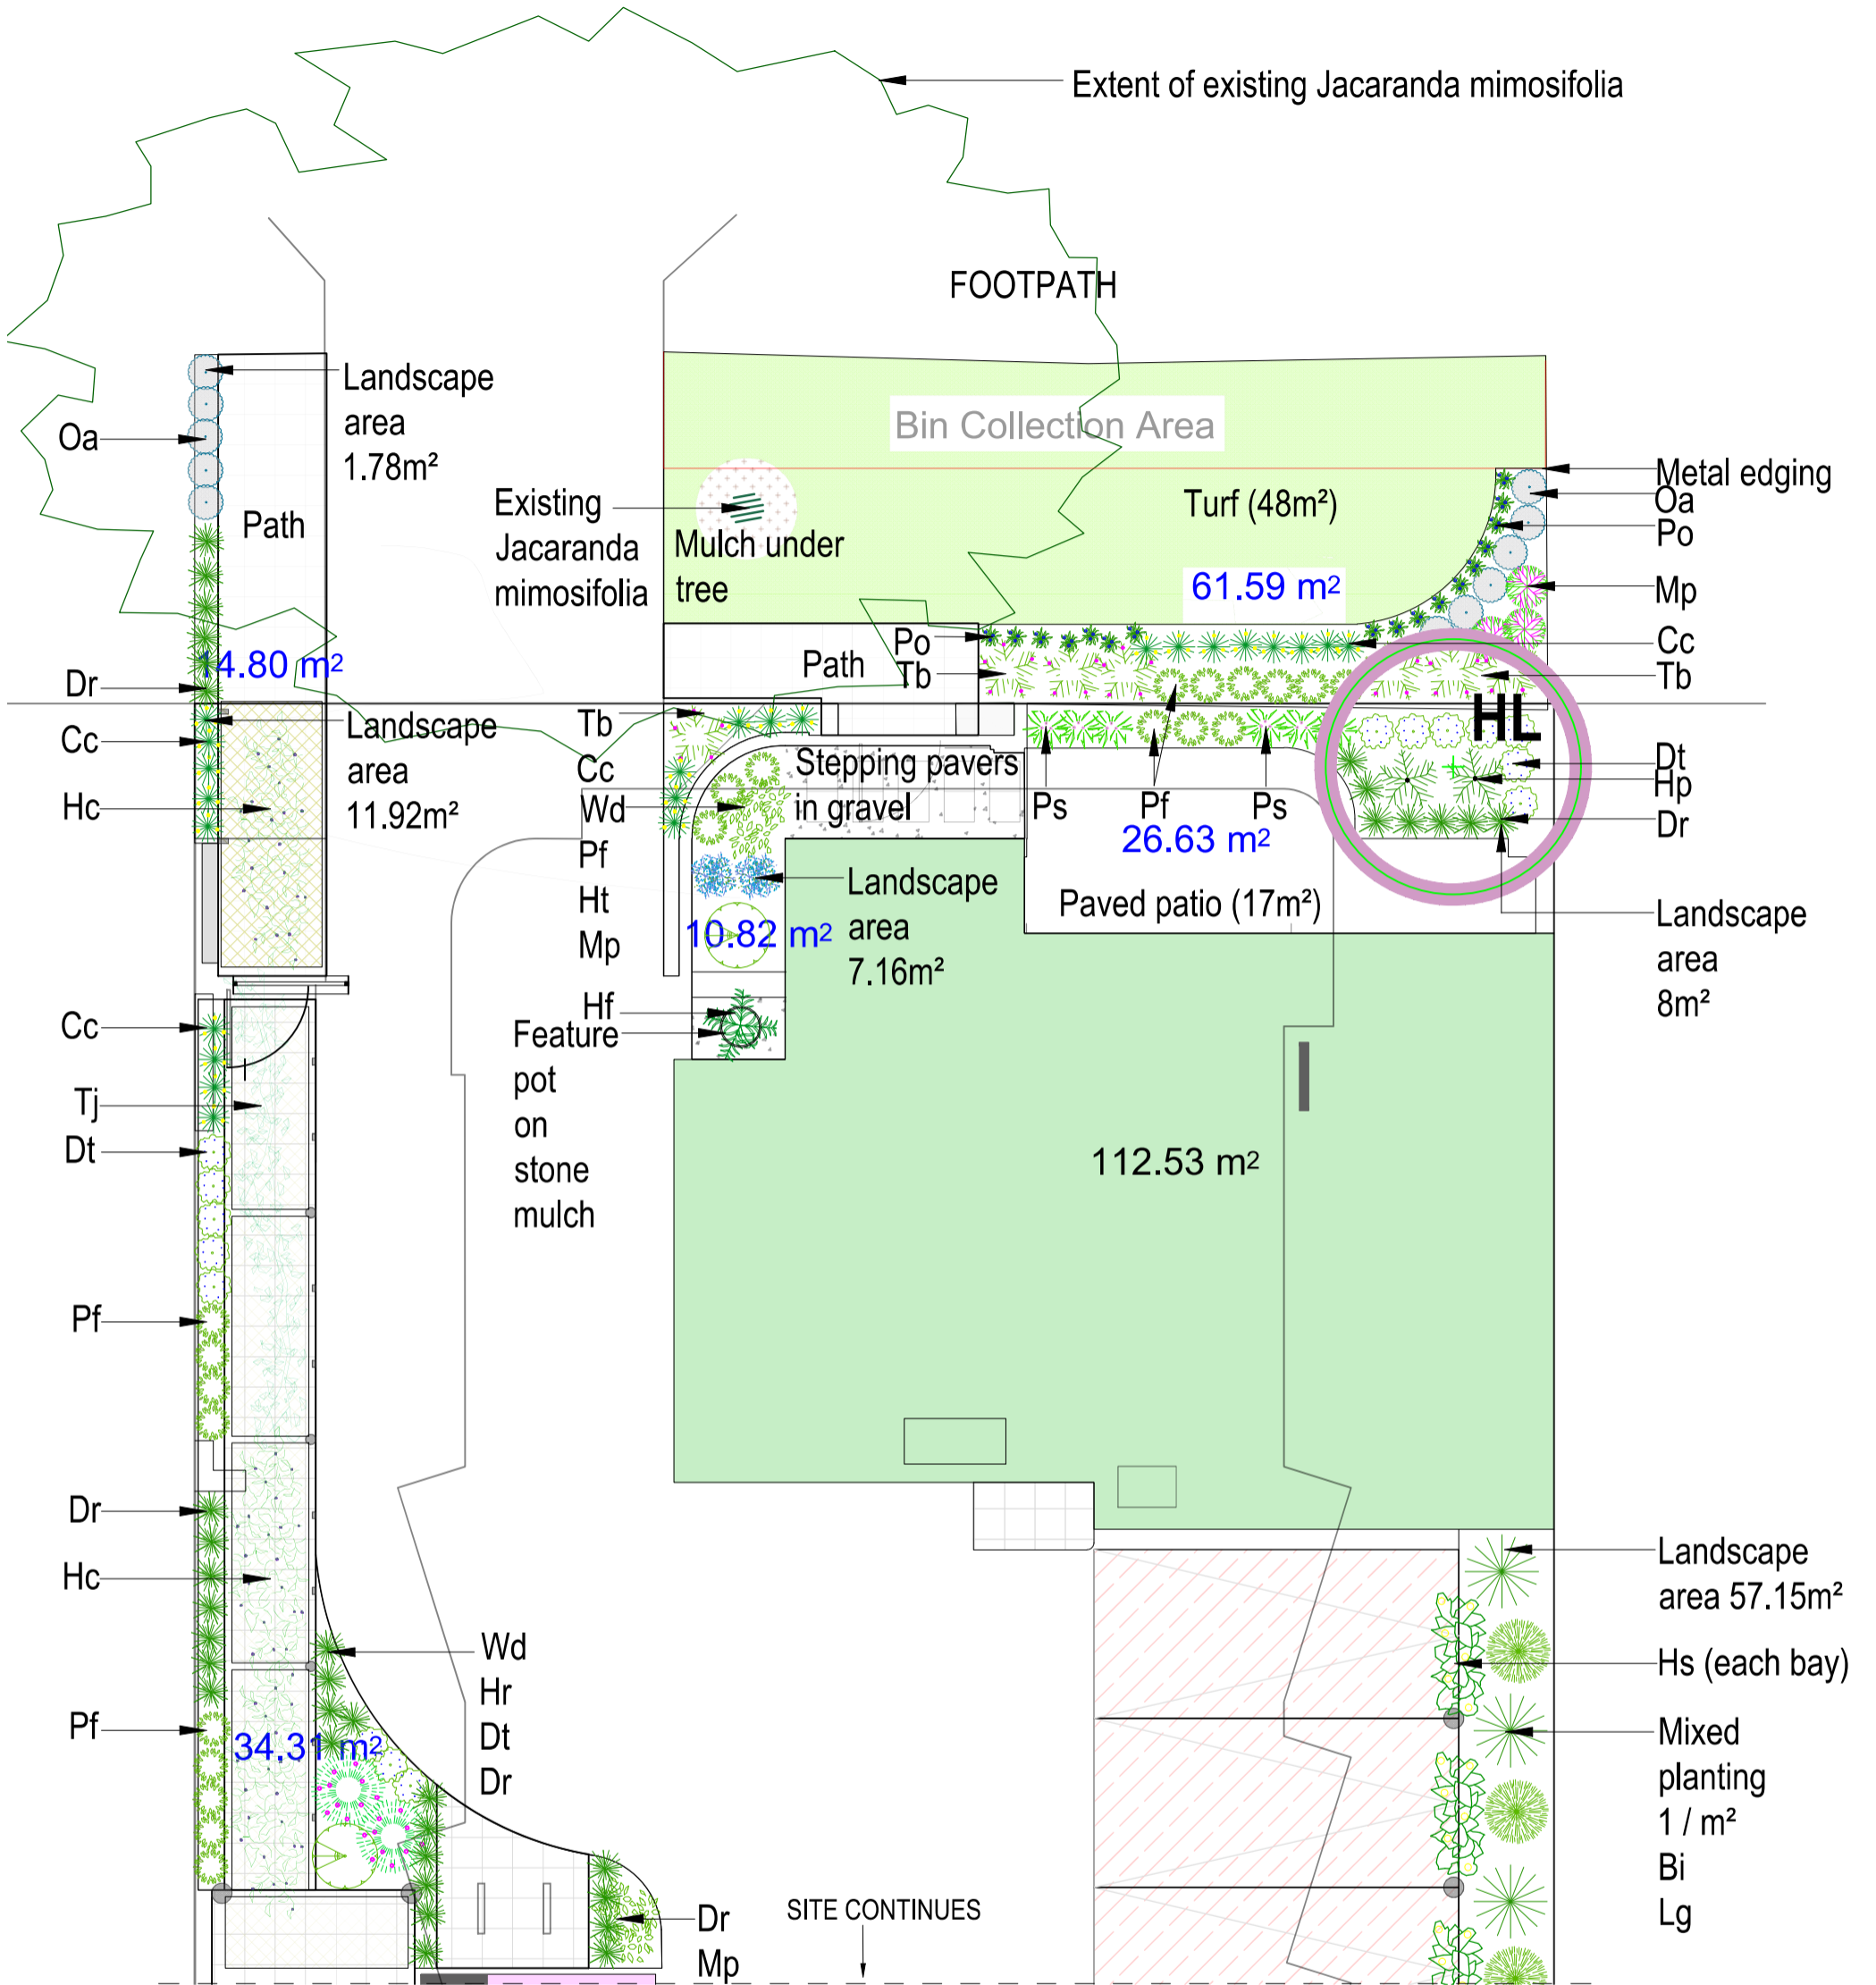 Extent of existing Jacaranda mimosifolia
FOOTPATH
Landscape
area
1.78m²
Oa
Path
Bin Collection Area
Existing
Jacaranda
mimosifolia
Mulch under
tree
Turf (48m²)
61.59 m²
Metal edging
Oa
Po
Mp
Cc
Tb
Po
Tb
Path
14.80 m²
Dr
Cc
Hc
Landscape
area
11.92m²
Tb
Cc
Wd
Pf
Ht
Mp
Stepping pavers
in gravel
Ps
Pf
Ps
HL
Dt
Hp
Dr
26.63 m²
Paved patio (17m²)
Landscape
area
8m²
Landscape
area
7.16m²
10.82 m²
Hf
Feature
pot
on
stone
mulch
Cc
Tj
Dt
112.53 m²
Pf
Dr
Hc
Landscape
area 57.15m²
Hs (each bay)
Wd
Hr
Dt
Dr
Pf
34.31 m²
Mixed
planting
1 / m²
Bi
Lg
Dr
Mp
SITE CONTINUES